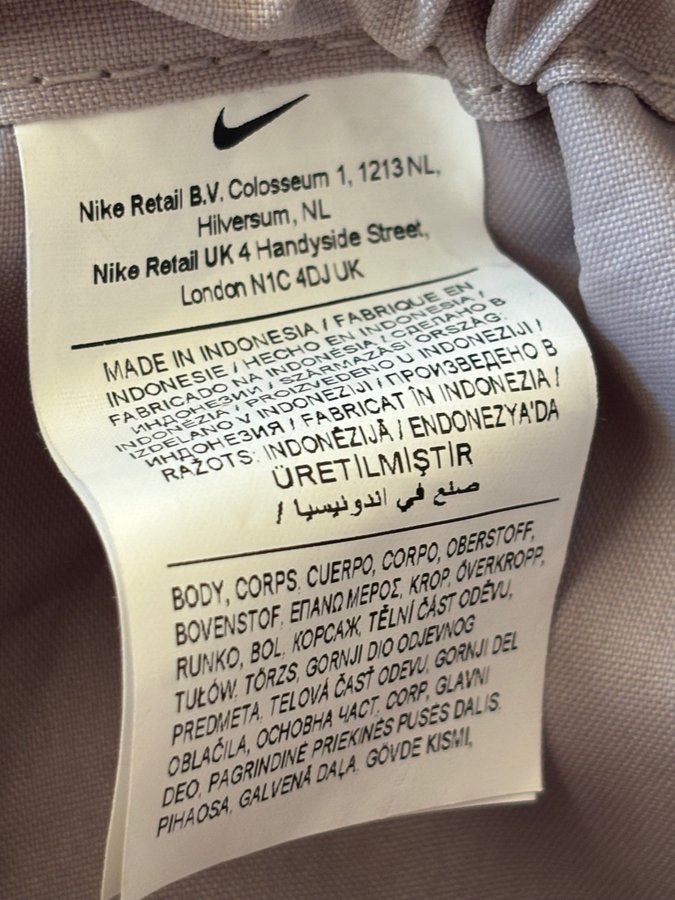 Nike Retail B.V. Colosseum 1, 1213 NL,
Hilversum, NL
Nike Retail UK 4 Handyside Street,
London N1C 4DJ UK
MADE IN INDONESIA / FABRIQUE EN
INDONESIE / HECHO EN INDONESIA /
FABRICADO NA INDONÉSIA / СДЕЛАНО В
ИНДОНЕЗИИ / SZÁRMAZÁSI ORSZÁG:
INDONÉZIA / PROIZVEDENO U INDONEZIJI /
IZDELANO V INDONEZIJI / ПРОИЗВЕДЕНО В
ИНДОНЕЗИЯ / FABRICAT ÎN INDONEZIA /
RAŽOTS: INDONĒZIJĀ / ENDONEZYA'DA
ÜRETİLMİŞTİR
/ صنع في اندونيسيا
BODY, CORPS, CUERPO, CORPO, OBERSTOFF,
BOVENSTOF, ΕΠΑΝΩ ΜΕΡΟΣ, KROP, ÖVERKROPP,
RUNKO, BOL, КОРСАЖ, TĚLNÍ ČÁST ODĚVU,
TUŁÓW, TÖRZS, GORNJI DIO ODJEVNOG
PREDMETA, TELOVÁ ČASŤ ODEVU, GORNJI DEL
OBLAČILA, ОСНОВНА ЧАСТ, CORP, GLAVNI
DEO, PAGRINDINĖ PRIEKINĖS PUSĖS DALIS,
PIHAOSA, GALVENĀ DAĻA, GÖVDE KISMI,